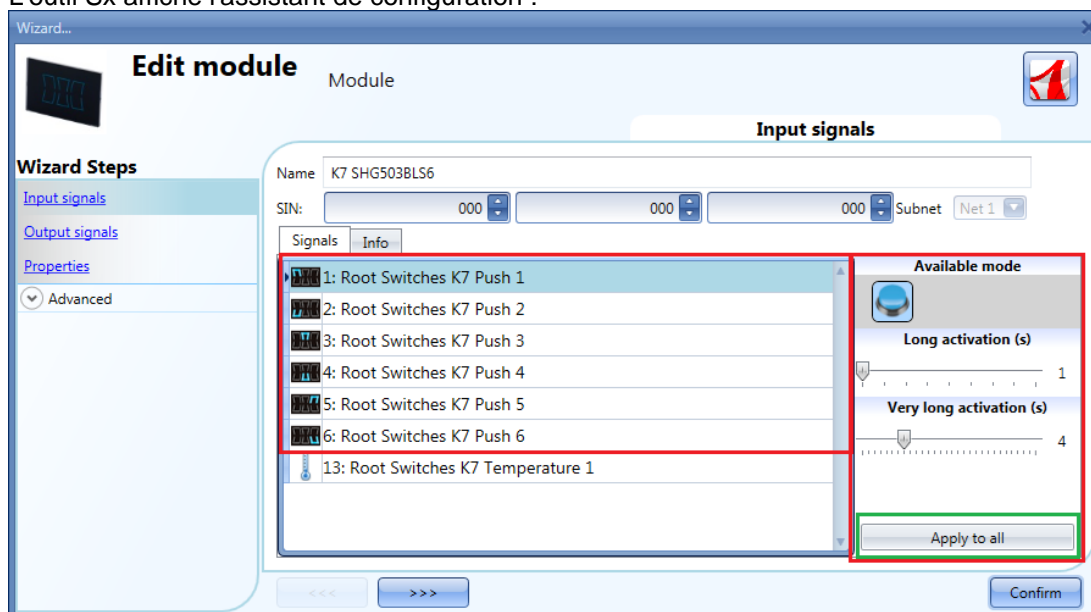 L'outil Sx affiche l'assistant de configuration :
Wizard...
Edit module
Module
Input signals
Wizard Steps
Input signals
Output signals
Properties
Advanced
Name K7 SHG503BLS6
SIN: 000 000 000 Subnet Net 1
Signals Info
1: Root Switches K7 Push 1
2: Root Switches K7 Push 2
3: Root Switches K7 Push 3
4: Root Switches K7 Push 4
5: Root Switches K7 Push 5
6: Root Switches K7 Push 6
13: Root Switches K7 Temperature 1
Available mode
Long activation (s)
1
Very long activation (s)
4
Apply to all
<<< >>> Confirm